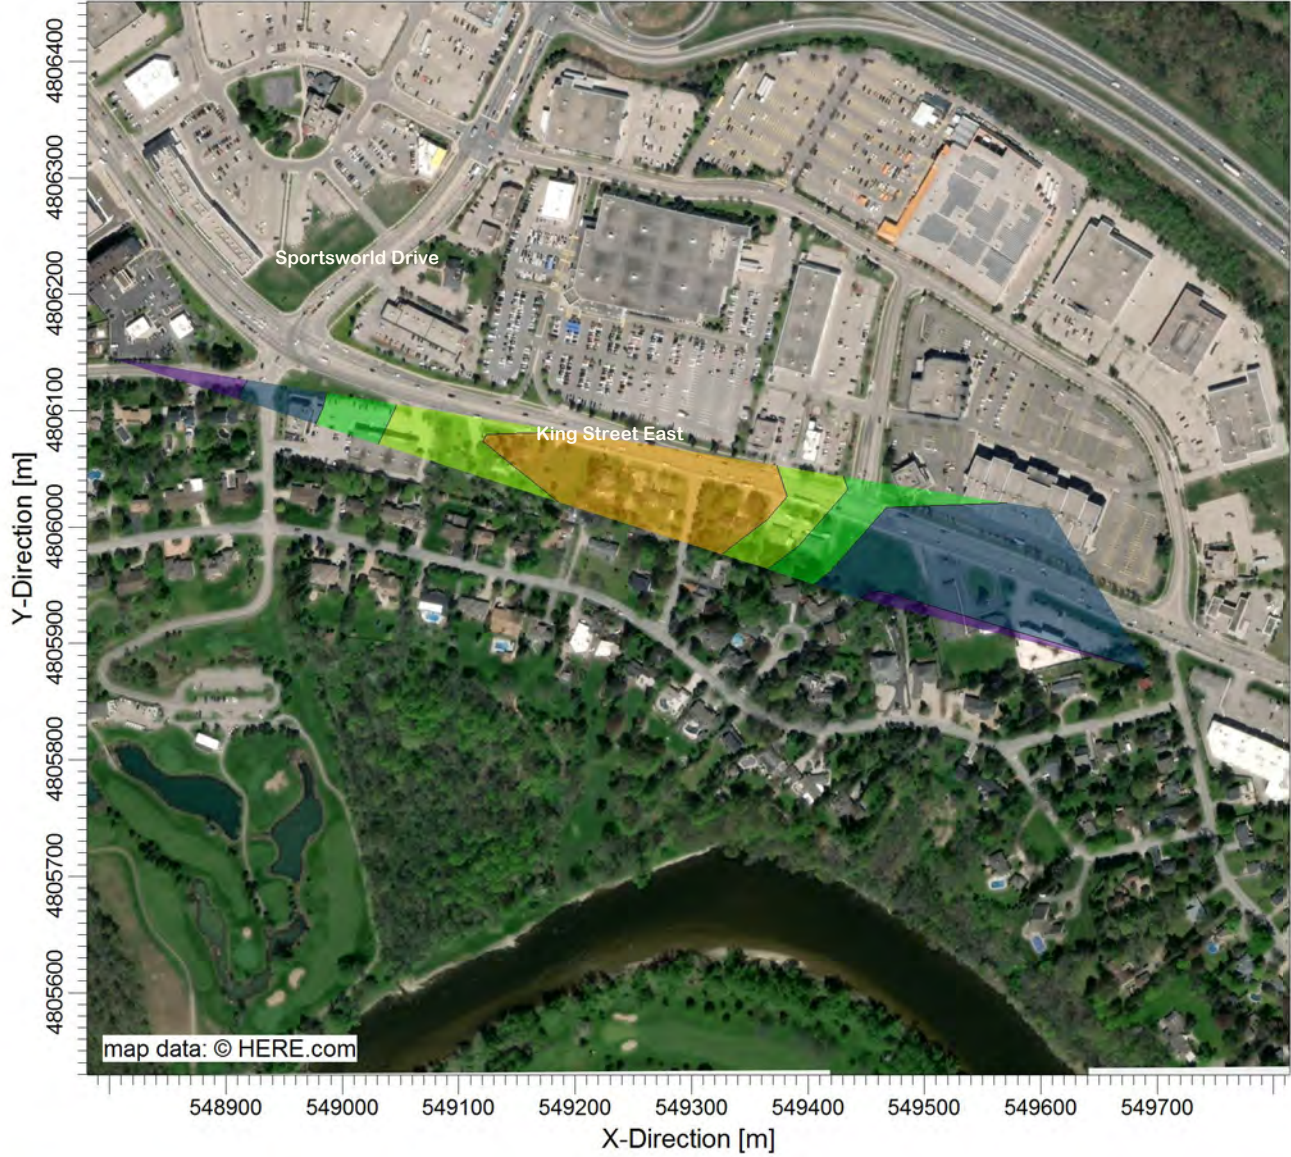 4806400
4806300
Sportsworld Drive
4806200
4806100
King Street East
4806000
Y-Direction [m]
4805900
4805800
4805700
4805600
map data: © HERE.com
548900 549000 549100 549200 549300 549400 549500 549600 549700
X-Direction [m]